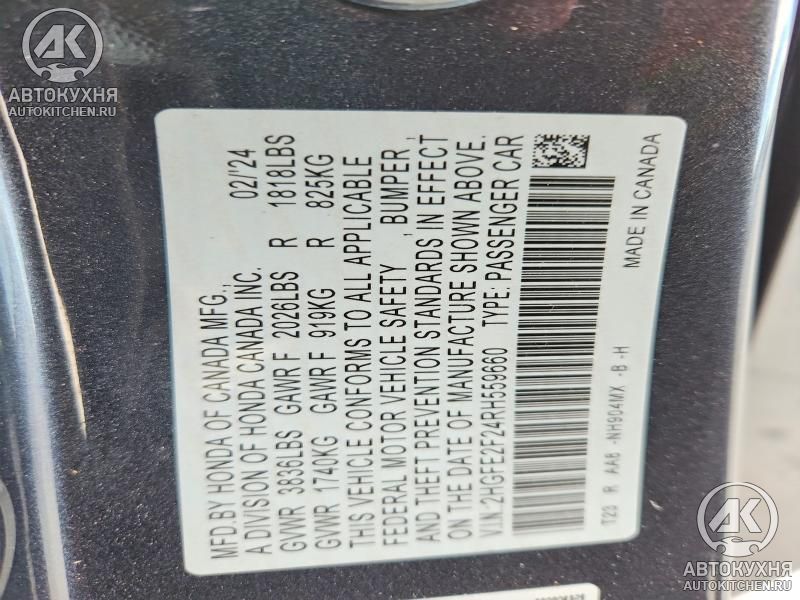 AK
АВТОКУХНЯ
AUTOKITCHEN.RU
MFD.BY HONDA OF CANADA MFG., 02/'24
A DIVISION OF HONDA CANADA INC.
GVWR 3836LBS GAWR F 2026LBS R 1818LBS
GVWR 1740KG GAWR F 919KG R 825KG
THIS VEHICLE CONFORMS TO ALL APPLICABLE
FEDERAL MOTOR VEHICLE SAFETY , BUMPER ,
AND THEFT PREVENTION STANDARDS IN EFFECT
ON THE DATE OF MANUFACTURE SHOWN ABOVE.
V.I.N:2HGFE2F24RH559660 TYPE: PASSENGER CAR
T23 R AA6 -NH904MX -B -H MADE IN CANADA
AK
АВТОКУХНЯ
AUTOKITCHEN.RU